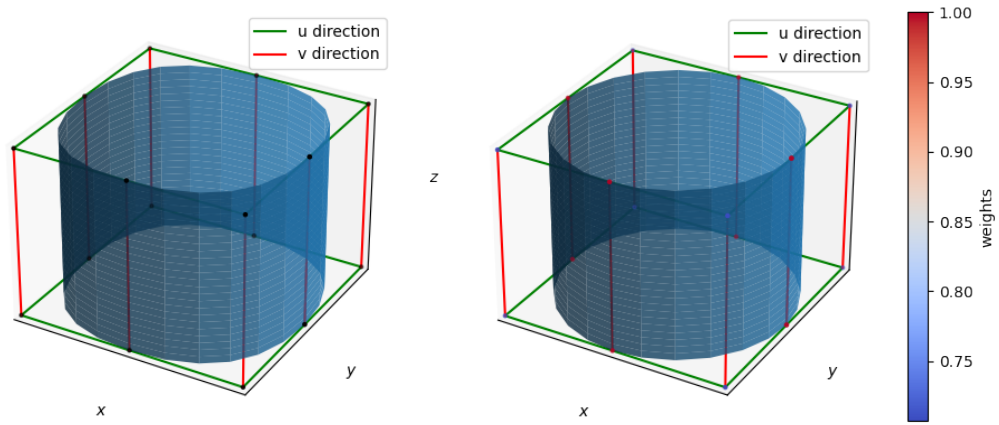 u direction
v direction
z
y
x
u direction
v direction
y
x
1.00
0.95
0.90
0.85
0.80
0.75
weights